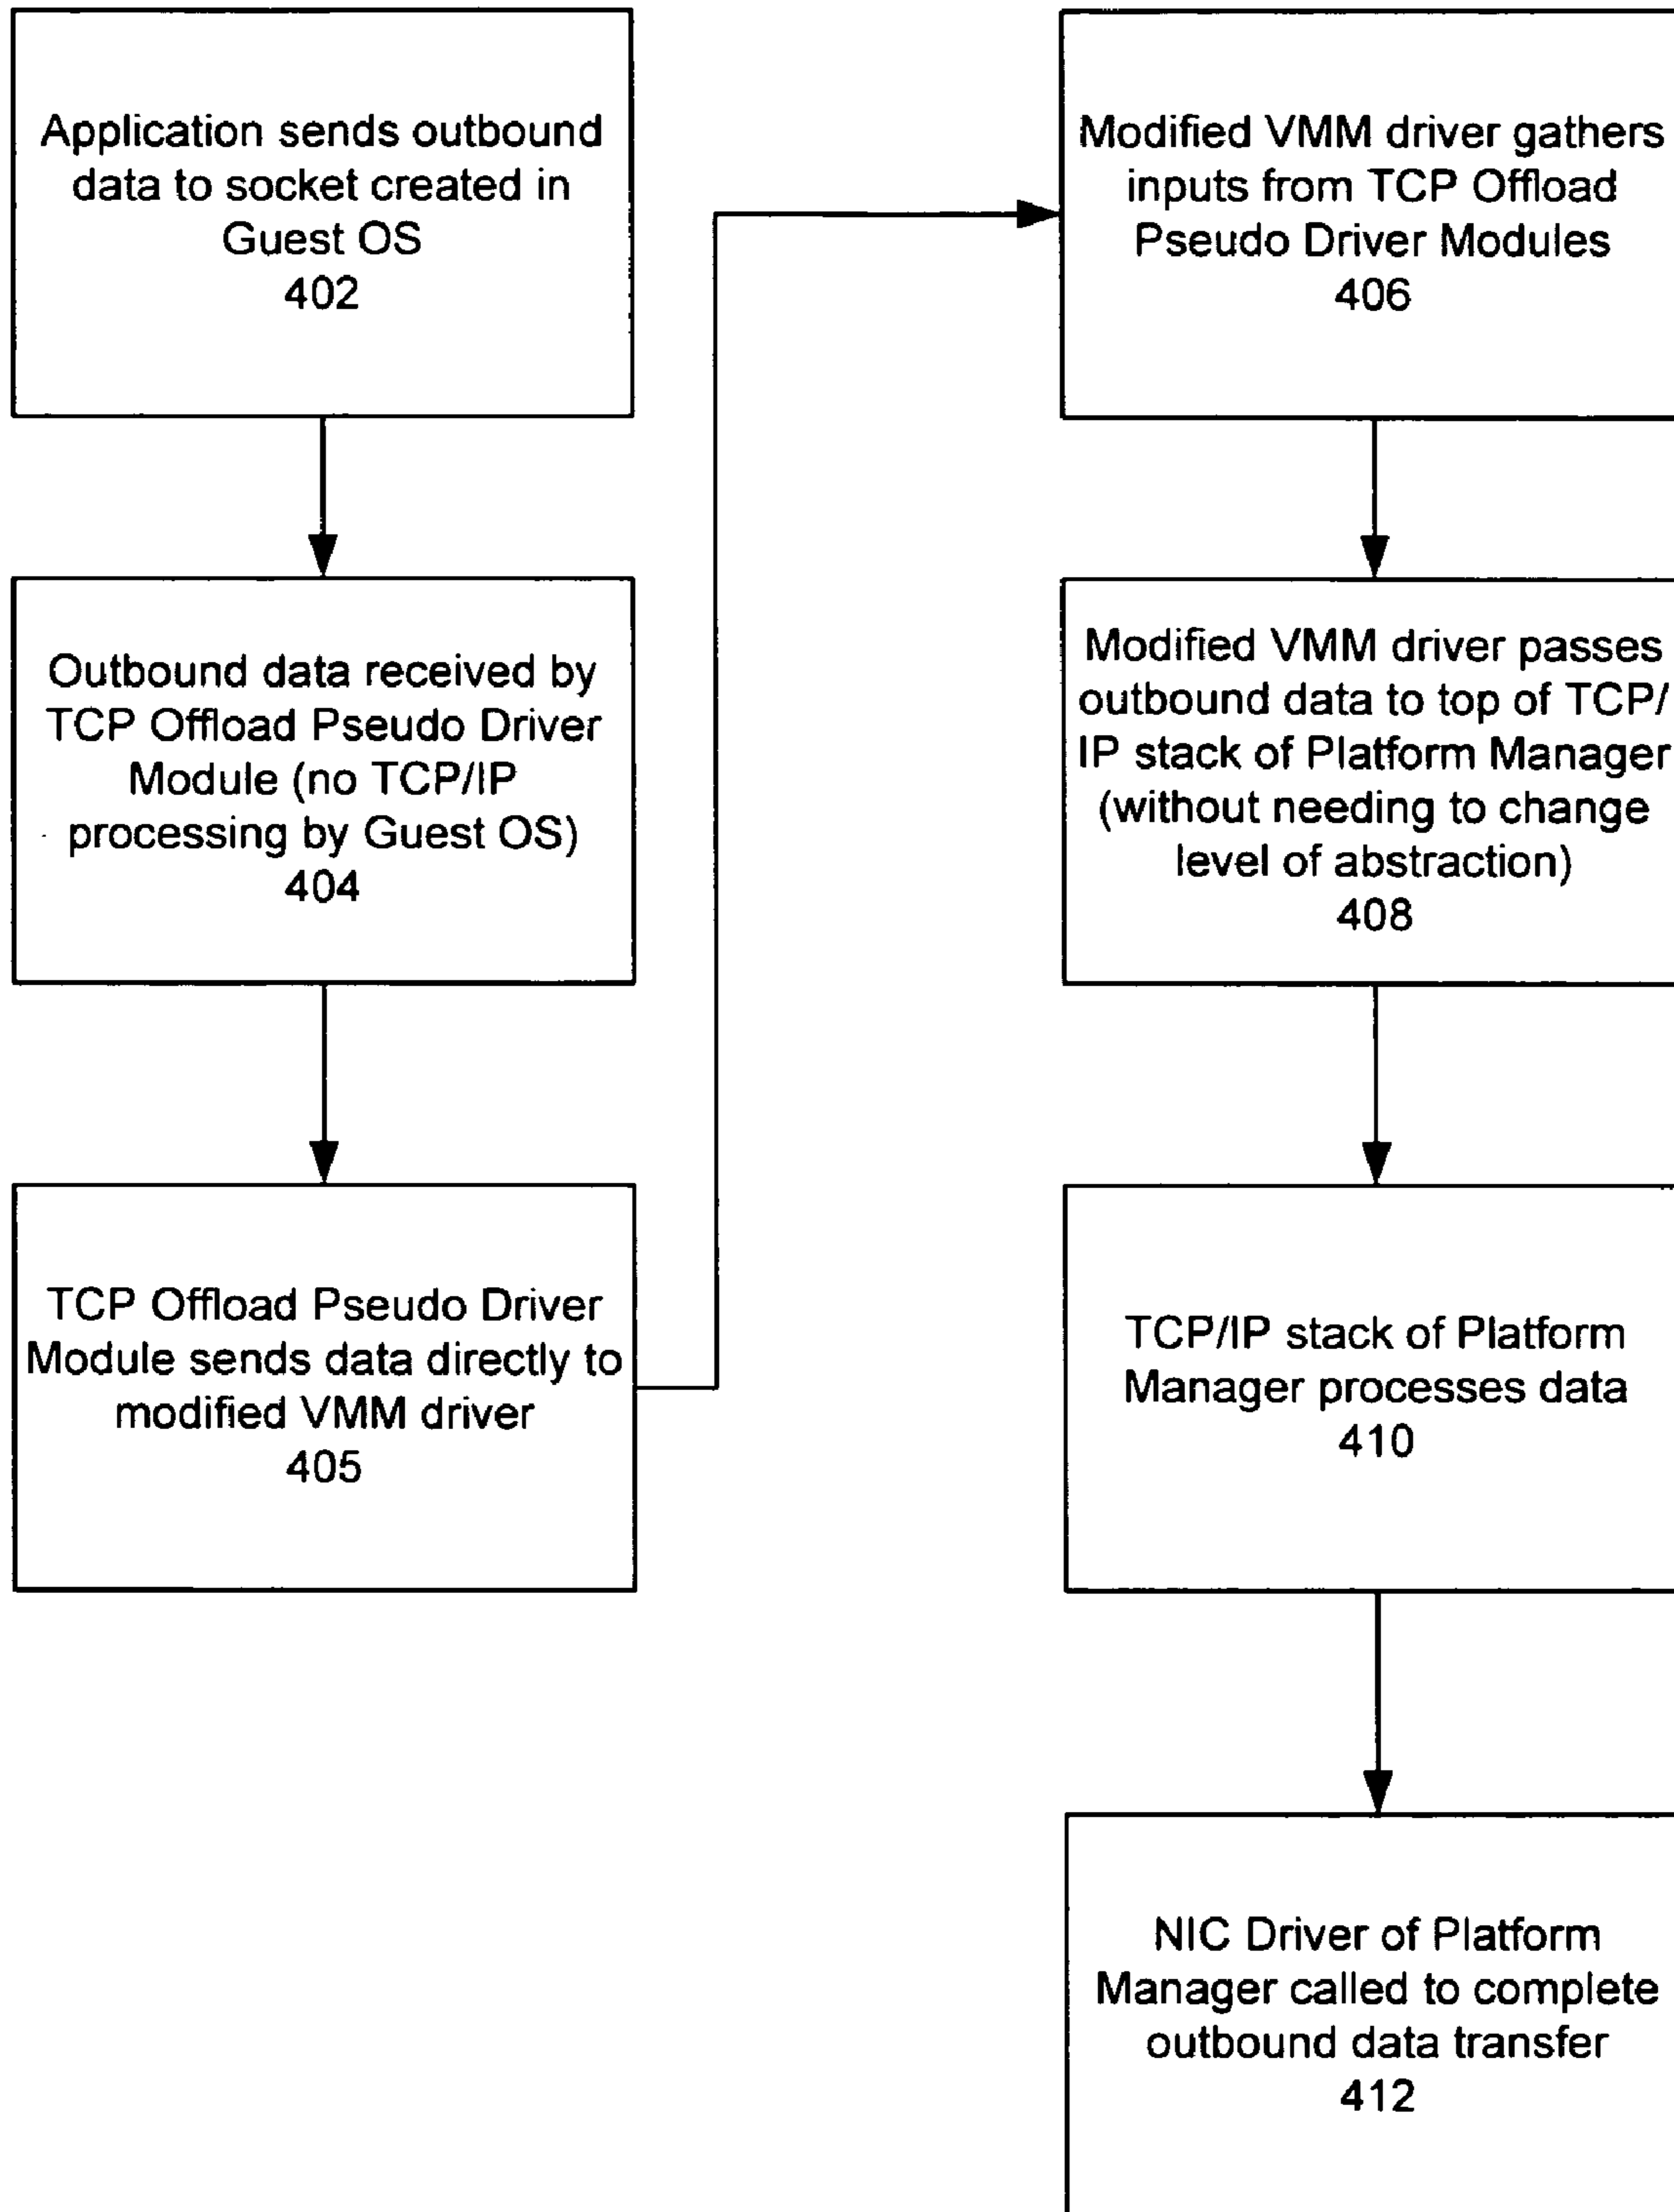 Application sends outbound
data to socket created in
Guest OS
402
Outbound data received by
TCP Offload Pseudo Driver
Module (no TCP/IP
processing by Guest OS)
404
TCP Offload Pseudo Driver
Module sends data directly to
modified VMM driver
405
Modified VMM driver gathers
inputs from TCP Offload
Pseudo Driver Modules
406
Modified VMM driver passes
outbound data to top of TCP/
IP stack of Platform Manager
(without needing to change
level of abstraction)
408
TCP/IP stack of Platform
Manager processes data
410
NIC Driver of Platform
Manager called to complete
outbound data transfer
412